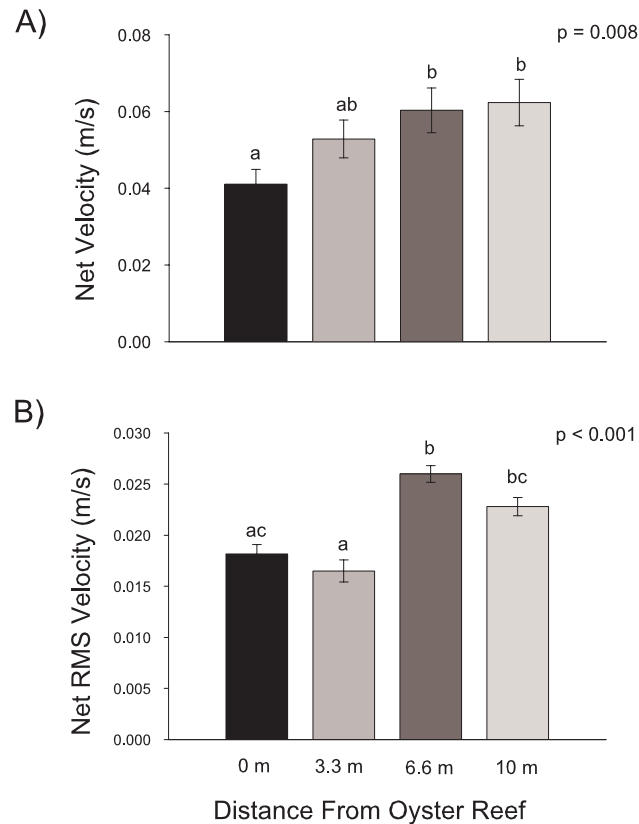 A)
p = 0.008
0.08
0.06
0.04
0.02
0.00
Net Velocity (m/s)
a
ab
b
b
B)
p < 0.001
0.030
0.025
0.020
0.015
0.010
0.005
0.000
Net RMS Velocity (m/s)
ac
a
b
bc
0 m 3.3 m 6.6 m 10 m
Distance From Oyster Reef